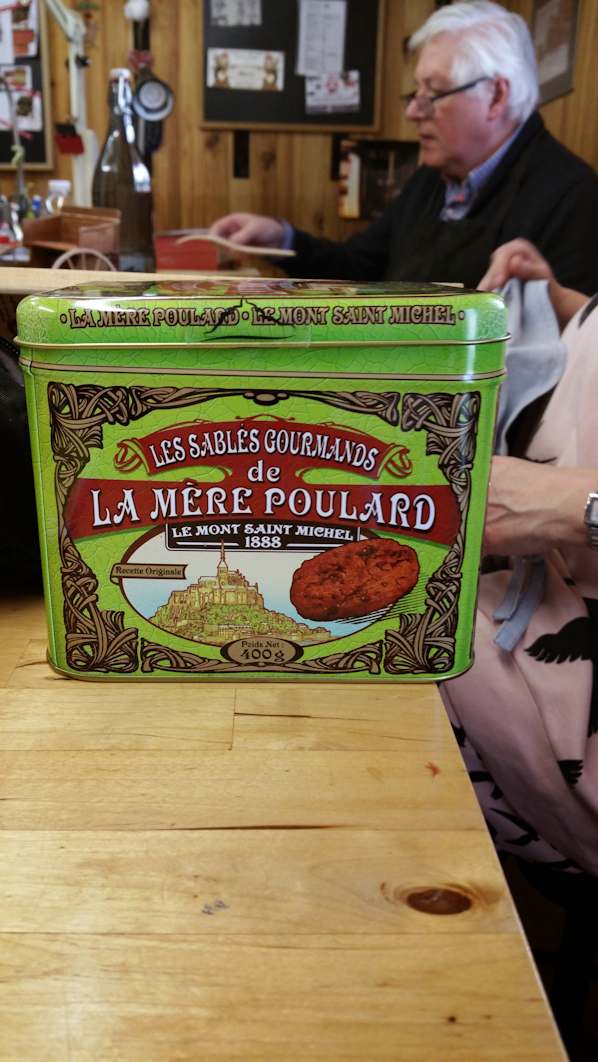 • LA MÈRE POULARD • LE MONT SAINT MICHEL •
LES SABLÉS GOURMANDS
de
LA MÈRE POULARD
LE MONT SAINT MICHEL
1888
Recette Originale
Poids Net :
400 g